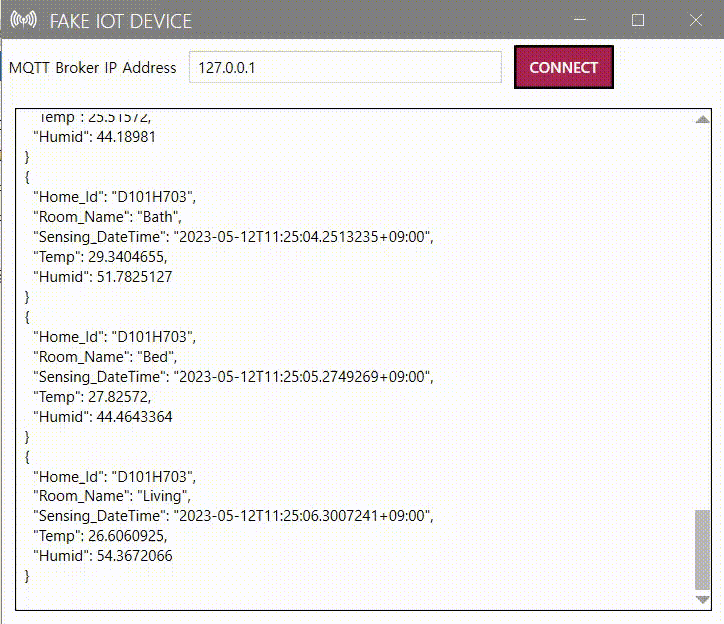 FAKE IOT DEVICE
MQTT Broker IP Address 127.0.0.1 CONNECT
"Temp": 25.51572,
"Humid": 44.18981
}
{
"Home_Id": "D101H703",
"Room_Name": "Bath",
"Sensing_DateTime": "2023-05-12T11:25:04.2513235+09:00",
"Temp": 29.3404655,
"Humid": 51.7825127
}
{
"Home_Id": "D101H703",
"Room_Name": "Bed",
"Sensing_DateTime": "2023-05-12T11:25:05.2749269+09:00",
"Temp": 27.82572,
"Humid": 44.4643364
}
{
"Home_Id": "D101H703",
"Room_Name": "Living",
"Sensing_DateTime": "2023-05-12T11:25:06.3007241+09:00",
"Temp": 26.6060925,
"Humid": 54.3672066
}